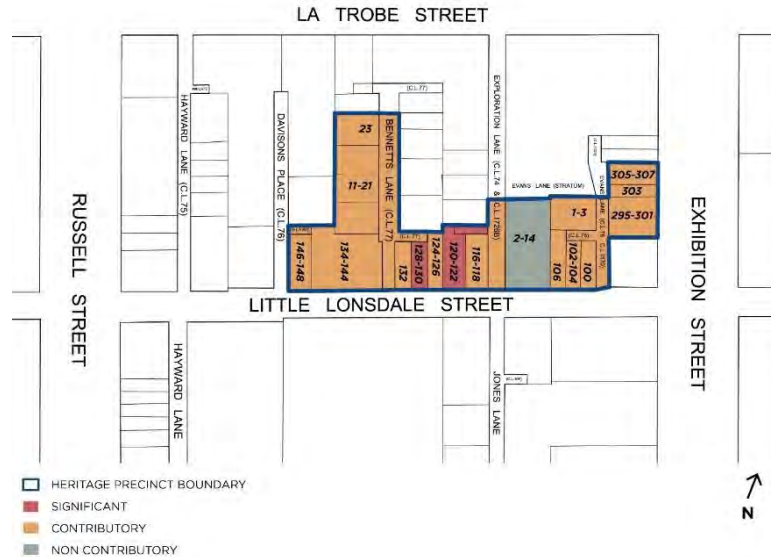 LA TROBE STREET
RUSSELL STREET
HAYWARD LANE (C.L.75)
DAVISONS PLACE (C.L.76)
BENNETTS LANE (C.L.77)
(C.L.77)
EXPLORATION LANE (C.L.74 &
EVANS LANE (STRATUM)
EXHIBITION STREET
23
11-21
146-148
134-144
132
128-130
124-126
120-122
116-118
2-14
1-3
106
102-104
100
305-307
303
295-301
LITTLE LONSDALE STREET
HAYWARD LANE
JONES LANE
HERITAGE PRECINCT BOUNDARY
SIGNIFICANT
CONTRIBUTORY
NON CONTRIBUTORY
N